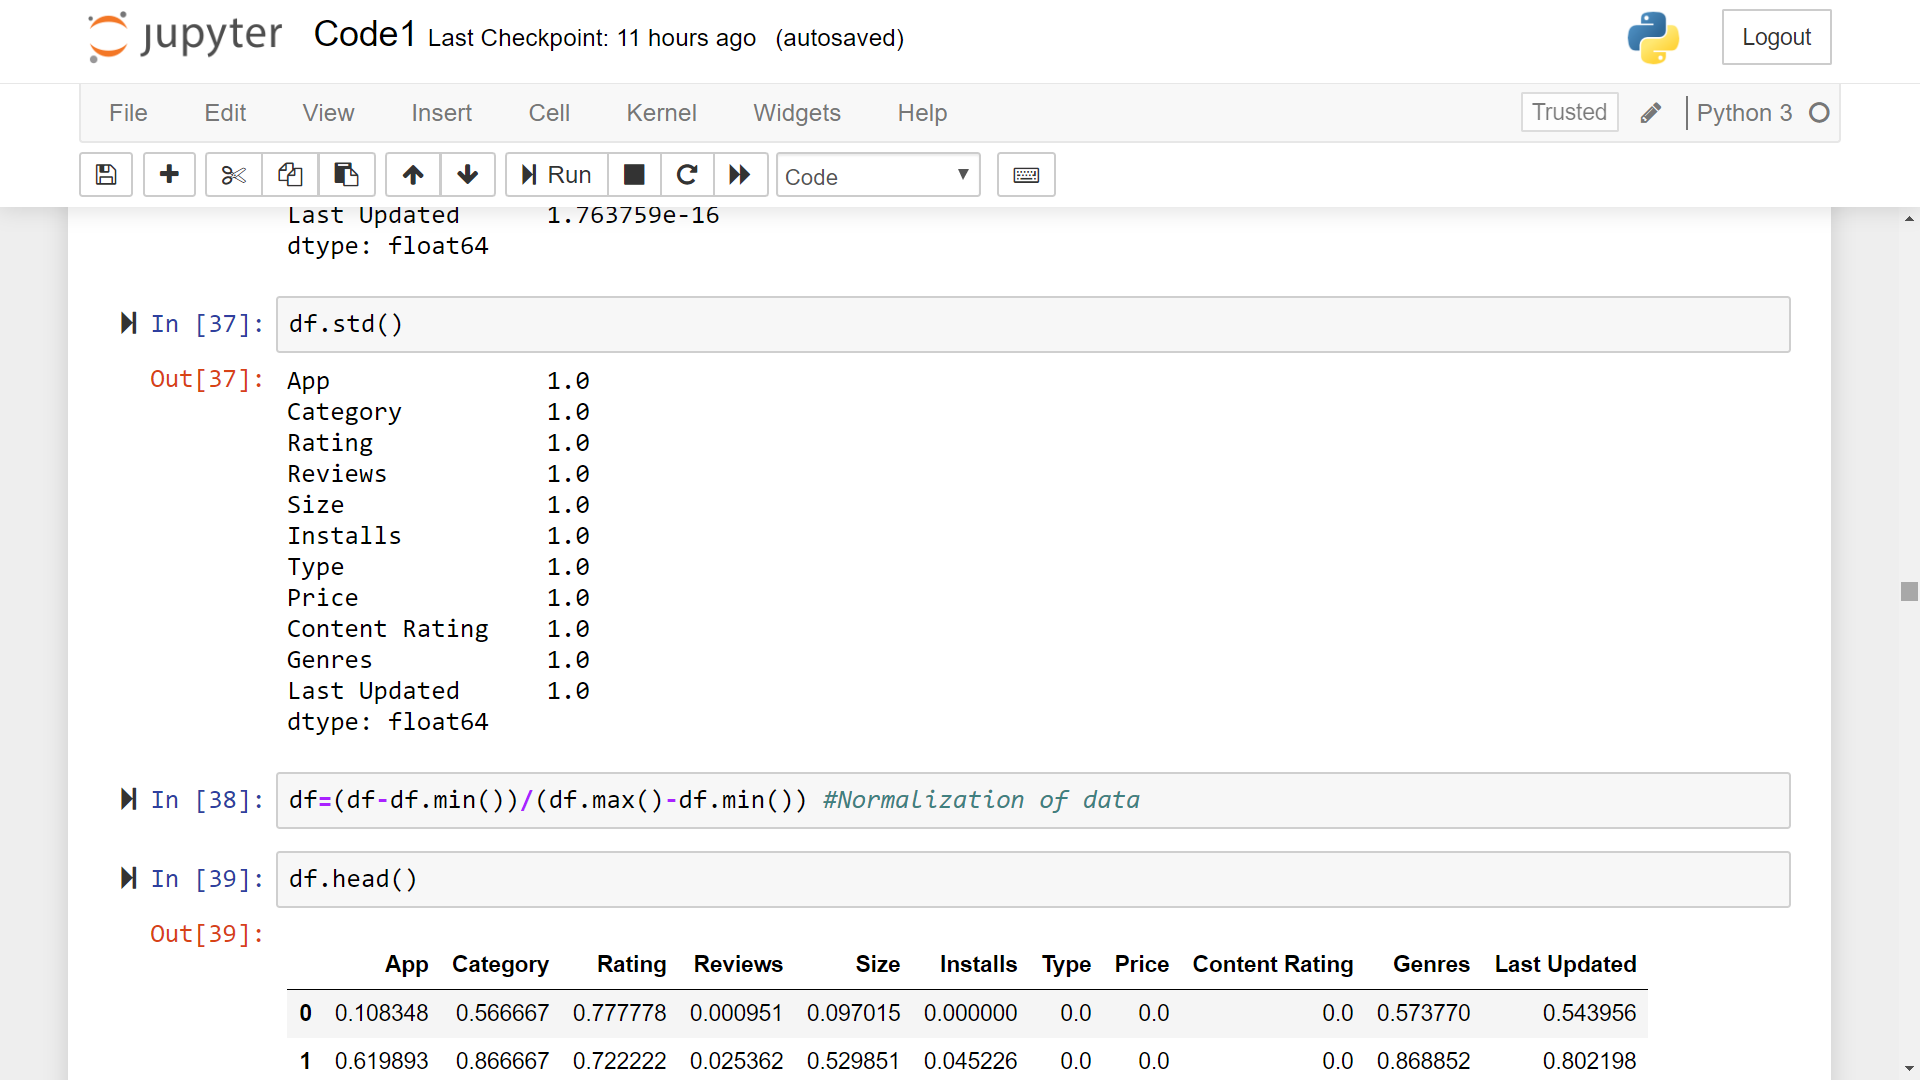 jupyter Code1 Last Checkpoint: 11 hours ago (autosaved) Logout
File Edit View Insert Cell Kernel Widgets Help Trusted Python 3
Run Code
Last Updated 1.763759e-16
dtype: float64
In [37]: df.std()
Out[37]: App 1.0
Category 1.0
Rating 1.0
Reviews 1.0
Size 1.0
Installs 1.0
Type 1.0
Price 1.0
Content Rating 1.0
Genres 1.0
Last Updated 1.0
dtype: float64
In [38]: df=(df-df.min())/(df.max()-df.min()) #Normalization of data
In [39]: df.head()
Out[39]:
App Category Rating Reviews Size Installs Type Price Content Rating Genres Last Updated
0 0.108348 0.566667 0.777778 0.000951 0.097015 0.000000 0.0 0.0 0.0 0.573770 0.543956
1 0.619893 0.866667 0.722222 0.025362 0.529851 0.045226 0.0 0.0 0.0 0.868852 0.802198